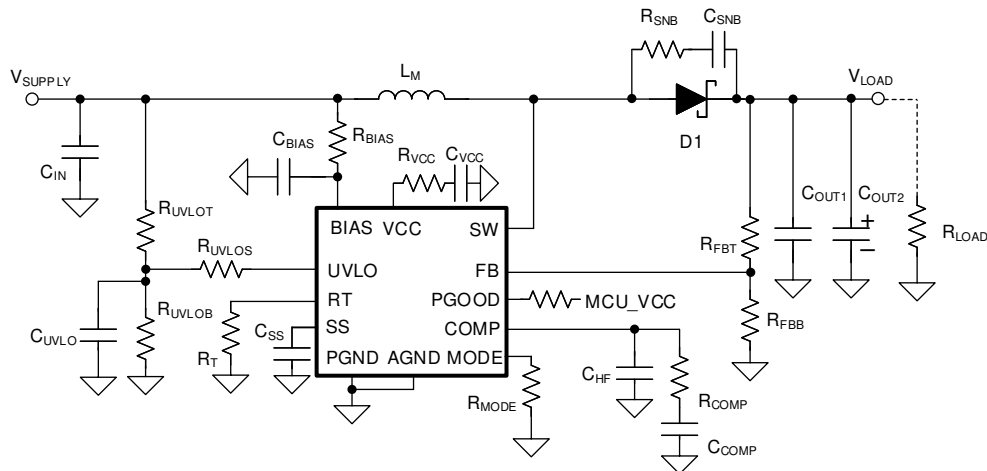 RSNB
CSNB
VSUPPLY
LM
VLOAD
D1
CBIAS
RBIAS
RVCC
CVCC
CIN
RUVLOT
BIAS VCC
SW
COUT1
COUT2
+
−
RLOAD
RUVLOS
UVLO
FB
RFBT
RT
PGOOD
MCU_VCC
CUVLO
RUVLOB
RT
CSS
SS
COMP
RFBB
PGND AGND MODE
CHF
RCOMP
RMODE
CCOMP